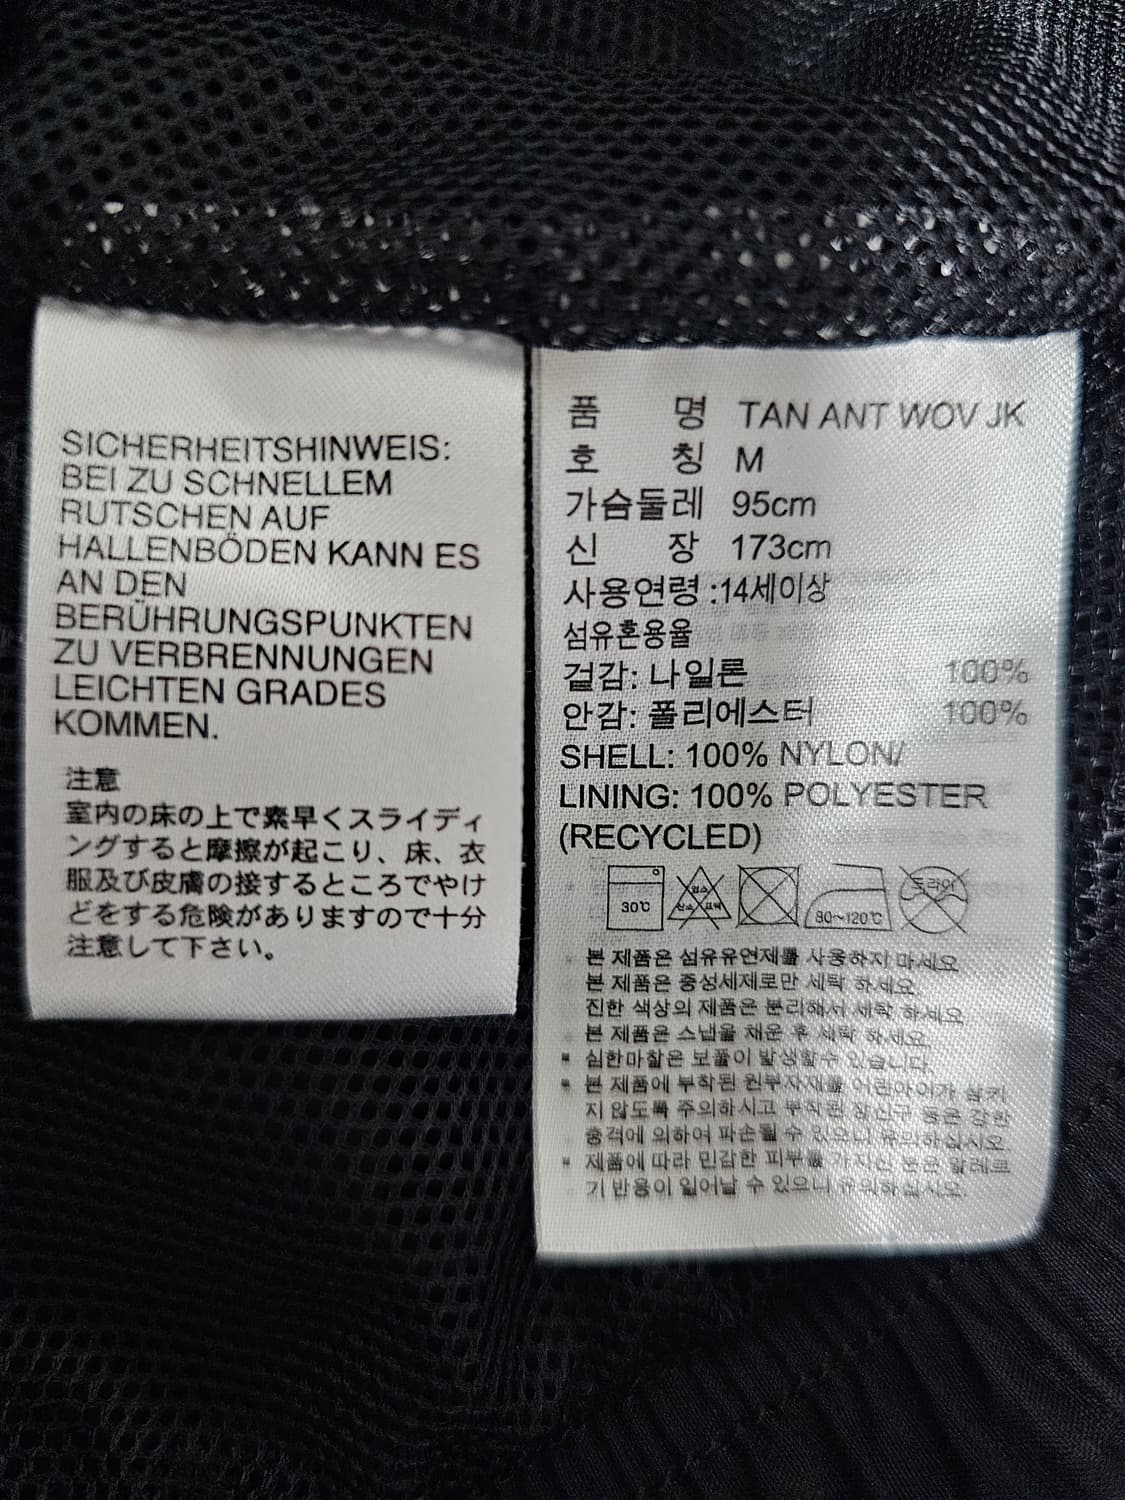 SICHERHEITSHINWEIS:
BEI ZU SCHNELLEM
RUTSCHEN AUF
HALLENBÖDEN KANN ES
AN DEN
BERÜHRUNGSPUNKTEN
ZU VERBRENNUNGEN
LEICHTEN GRADES
KOMMEN.
注意
室内の床の上で素早くスライディ
ングすると摩擦が起こり、床、衣
服及び皮膚の接するところでやけ
どをする危険がありますので十分
注意して下さい。
품 명 TAN ANT WOV JK
호 칭 M
가슴둘레 95cm
신 장 173cm
사용연령 :14세이상
섬유혼용율
겉감: 나일론 100%
안감: 폴리에스터 100%
SHELL: 100% NYLON/
LINING: 100% POLYESTER
(RECYCLED)
30℃ 염소 산소표백 80~120℃ 드라이
본 제품은 섬유유연제를 사용하지 마세요
본 제품은 중성세제로만 세탁 하세요.
진한 색상의 제품은 분리해서 세탁 하세요
본 제품은 스냅을 채운 후 세탁 하세요.
심한마찰은 보풀이 발생할수 있습니다.
본 제품에 부착된 원부자재를 어린아이가 삼키
지 않도록 주의하시고 부착된 장신구 등은 강한
충격에 의하여 파손될 수 있으니 유의하십시오.
제품에 따라 민감한 피부를 가지신 분은 알레르
기 반응이 일어날 수 있으니 유의하십시오.